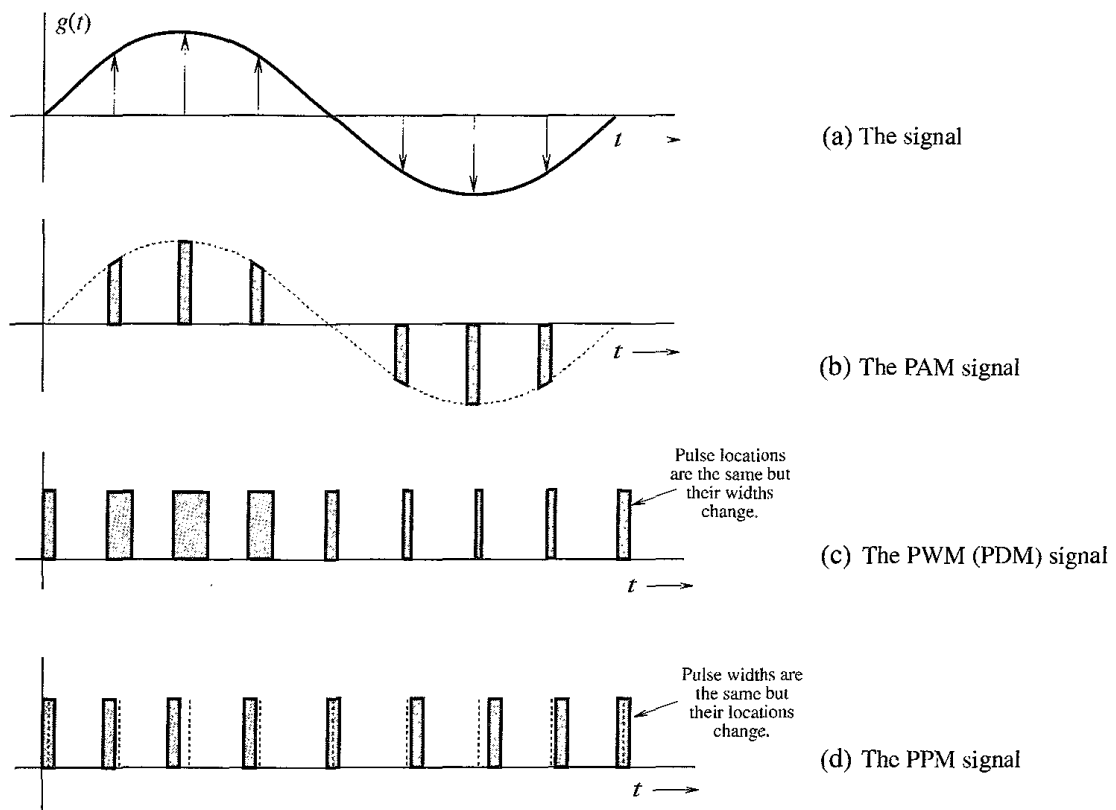 g(t)
t
(a) The signal
t
(b) The PAM signal
Pulse locations
are the same but
their widths
change.
t
(c) The PWM (PDM) signal
Pulse widths are
the same but
their locations
change.
t
(d) The PPM signal